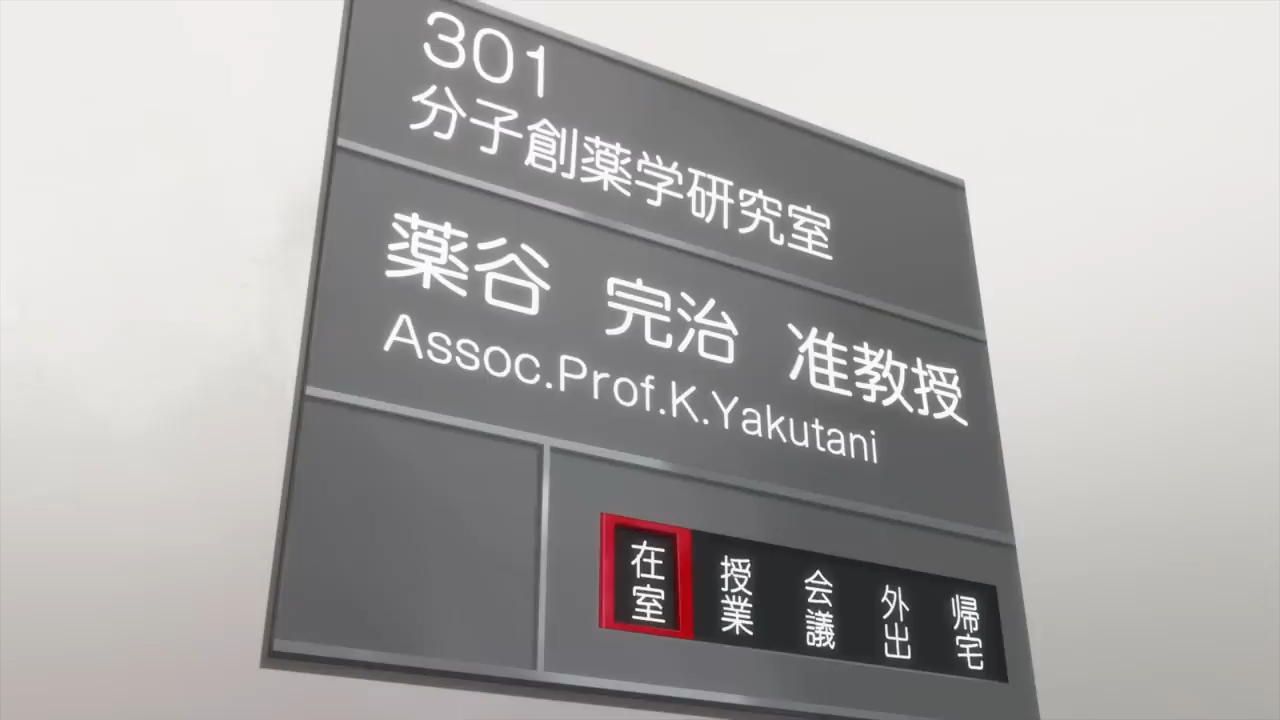 301
分子創薬学研究室
薬谷 完治 准教授
Assoc.Prof.K.Yakutani
在室 授業 会議 外出 帰宅